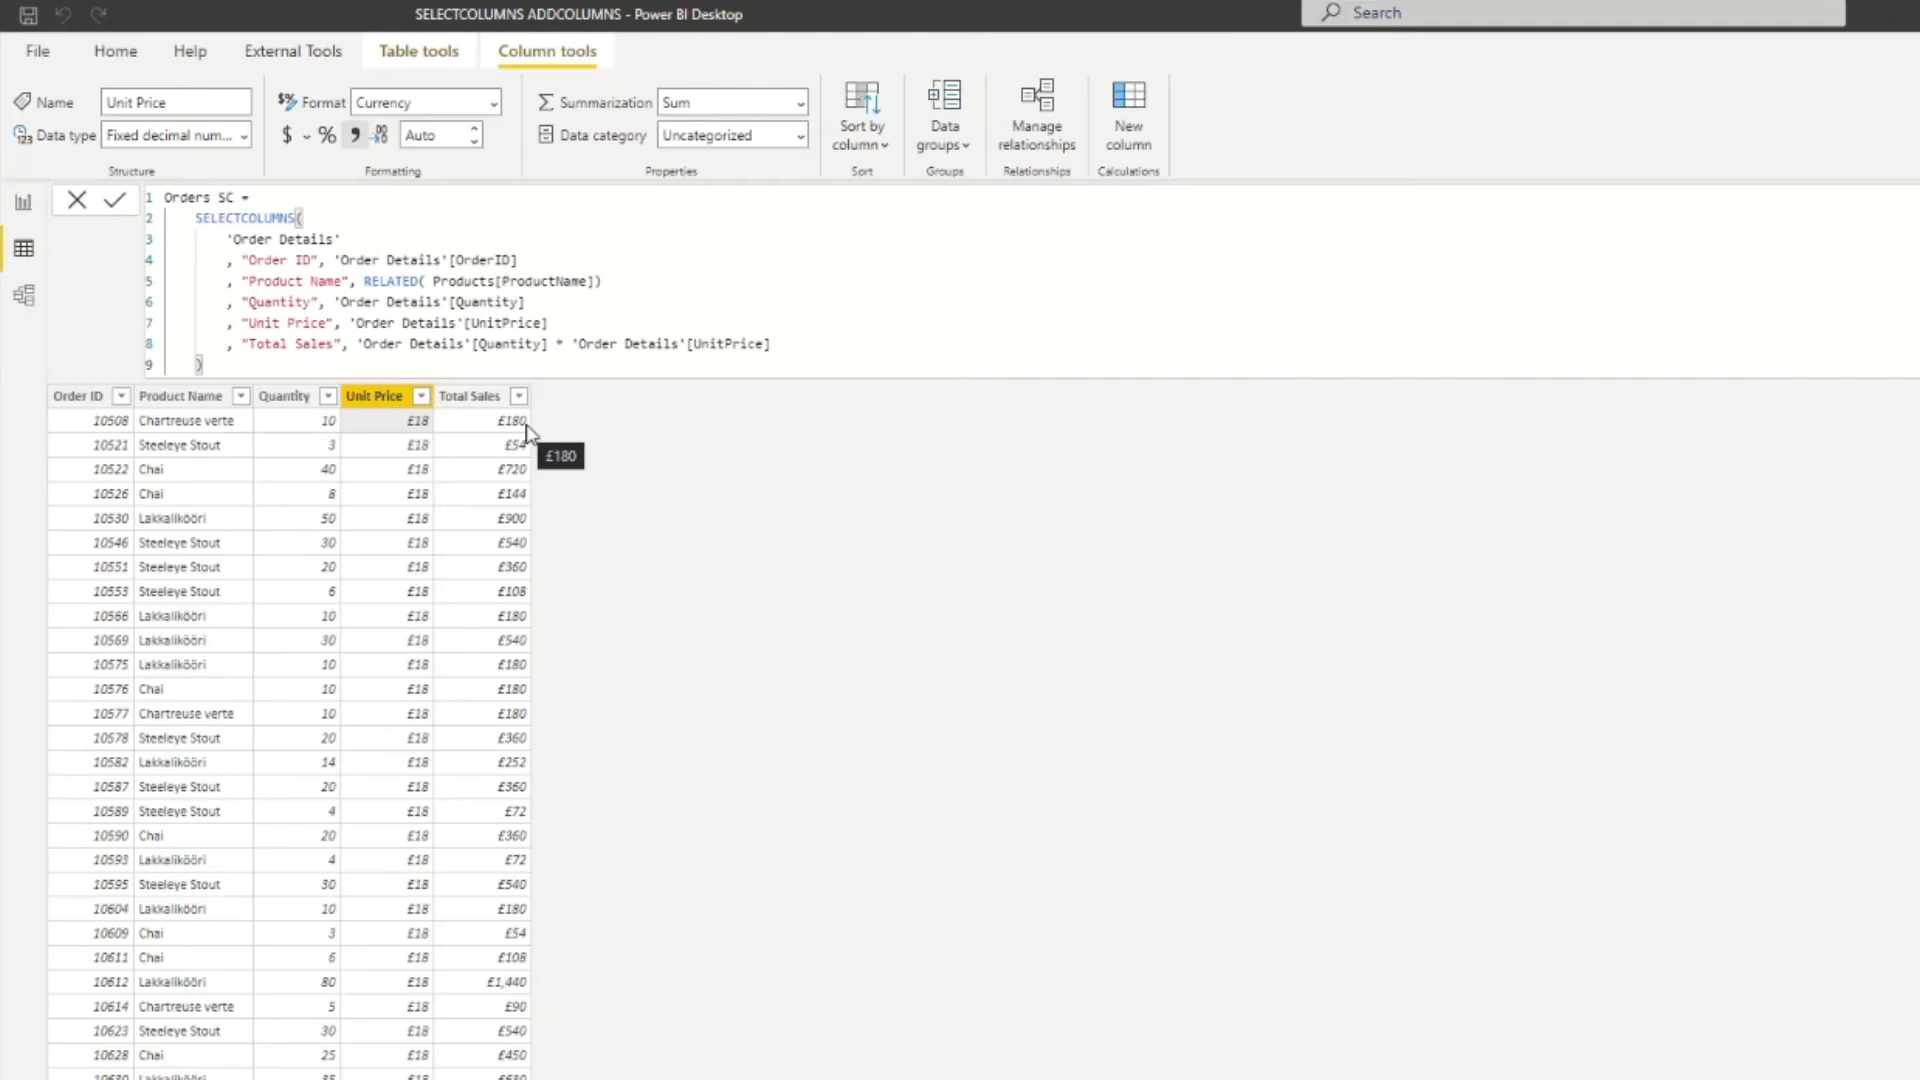 SELECTCOLUMNS ADDCOLUMNS - Power BI Desktop
Search
File Home Help External Tools Table tools Column tools
Name Unit Price
Data type Fixed decimal num...
Structure
$% Format Currency
$ % 9 .00 Auto
Formatting
Summarization Sum
Data category Uncategorized
Properties
Sort by column
Sort
Data groups
Groups
Manage relationships
Relationships
New column
Calculations
1 Orders SC =
2 SELECTCOLUMNS(
3 'Order Details'
4 , "Order ID", 'Order Details'[OrderID]
5 , "Product Name", RELATED( Products[ProductName])
6 , "Quantity", 'Order Details'[Quantity]
7 , "Unit Price", 'Order Details'[UnitPrice]
8 , "Total Sales", 'Order Details'[Quantity] * 'Order Details'[UnitPrice]
9 )
Order ID Product Name Quantity Unit Price Total Sales
10508 Chartreuse verte 10 £18 £180
10521 Steeleye Stout 3 £18 £54
£180
10522 Chai 40 £18 £720
10526 Chai 8 £18 £144
10530 Lakkalikööri 50 £18 £900
10546 Steeleye Stout 30 £18 £540
10551 Steeleye Stout 20 £18 £360
10553 Steeleye Stout 6 £18 £108
10566 Lakkalikööri 10 £18 £180
10569 Lakkalikööri 30 £18 £540
10575 Lakkalikööri 10 £18 £180
10576 Chai 10 £18 £180
10577 Chartreuse verte 10 £18 £180
10578 Steeleye Stout 20 £18 £360
10582 Lakkalikööri 14 £18 £252
10587 Steeleye Stout 20 £18 £360
10589 Steeleye Stout 4 £18 £72
10590 Chai 20 £18 £360
10593 Lakkalikööri 4 £18 £72
10595 Steeleye Stout 30 £18 £540
10604 Lakkalikööri 10 £18 £180
10609 Chai 3 £18 £54
10611 Chai 6 £18 £108
10612 Lakkalikööri 80 £18 £1,440
10614 Chartreuse verte 5 £18 £90
10623 Steeleye Stout 30 £18 £540
10628 Chai 25 £18 £450
10630 Lakkalikööri 35 £18 £630